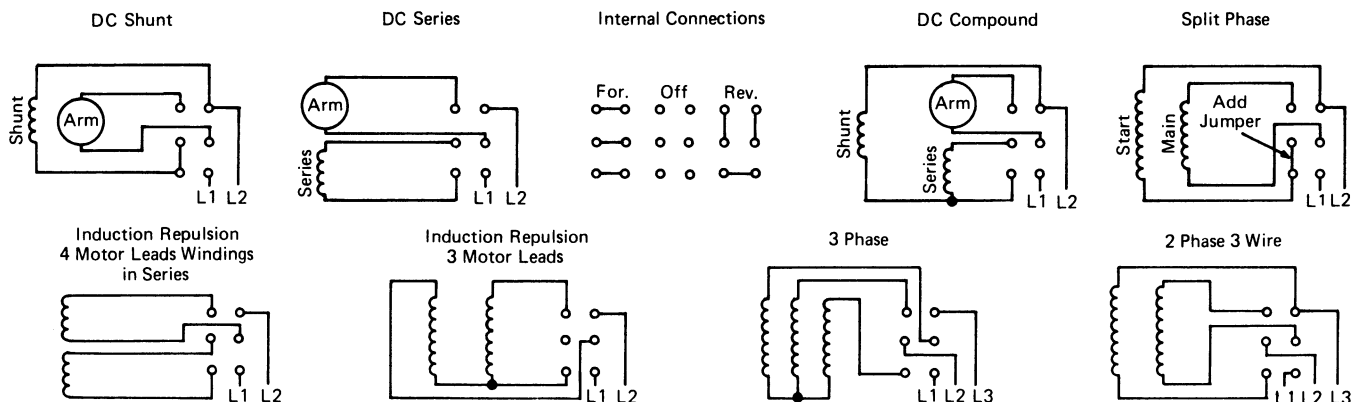 DC Shunt
DC Series
Internal Connections
DC Compound
Split Phase
Shunt
Arm
L1 L2
Arm
Series
L1 L2
For. Off Rev.
Shunt
Arm
Series
L1 L2
Start
Main
Add
Jumper
L1 L2
Induction Repulsion
4 Motor Leads Windings
in Series
L1 L2
Induction Repulsion
3 Motor Leads
L1 L2
3 Phase
L1 L2 L3
2 Phase 3 Wire
L1 L2 L3